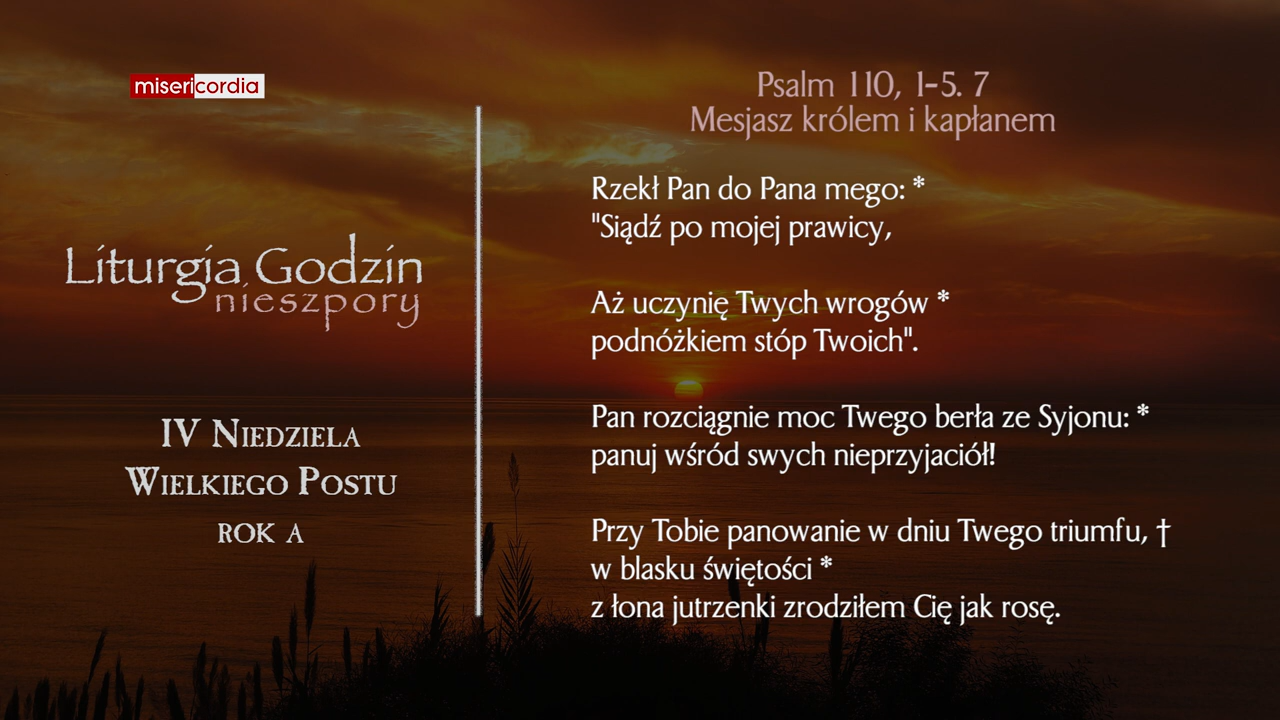 misericordia
Liturgia Godzin
nieszpory
IV Niedziela
Wielkiego Postu
rok A
Psalm 110, 1-5. 7
Mesjasz królem i kapłanem
Rzekł Pan do Pana mego: *
"Siądź po mojej prawicy,
Aż uczynię Twych wrogów *
podnóżkiem stóp Twoich".
Pan rozciągnie moc Twego berła ze Syjonu: *
panuj wśród swych nieprzyjaciół!
Przy Tobie panowanie w dniu Twego triumfu, †
w blasku świętości *
z łona jutrzenki zrodziłem Cię jak rosę.